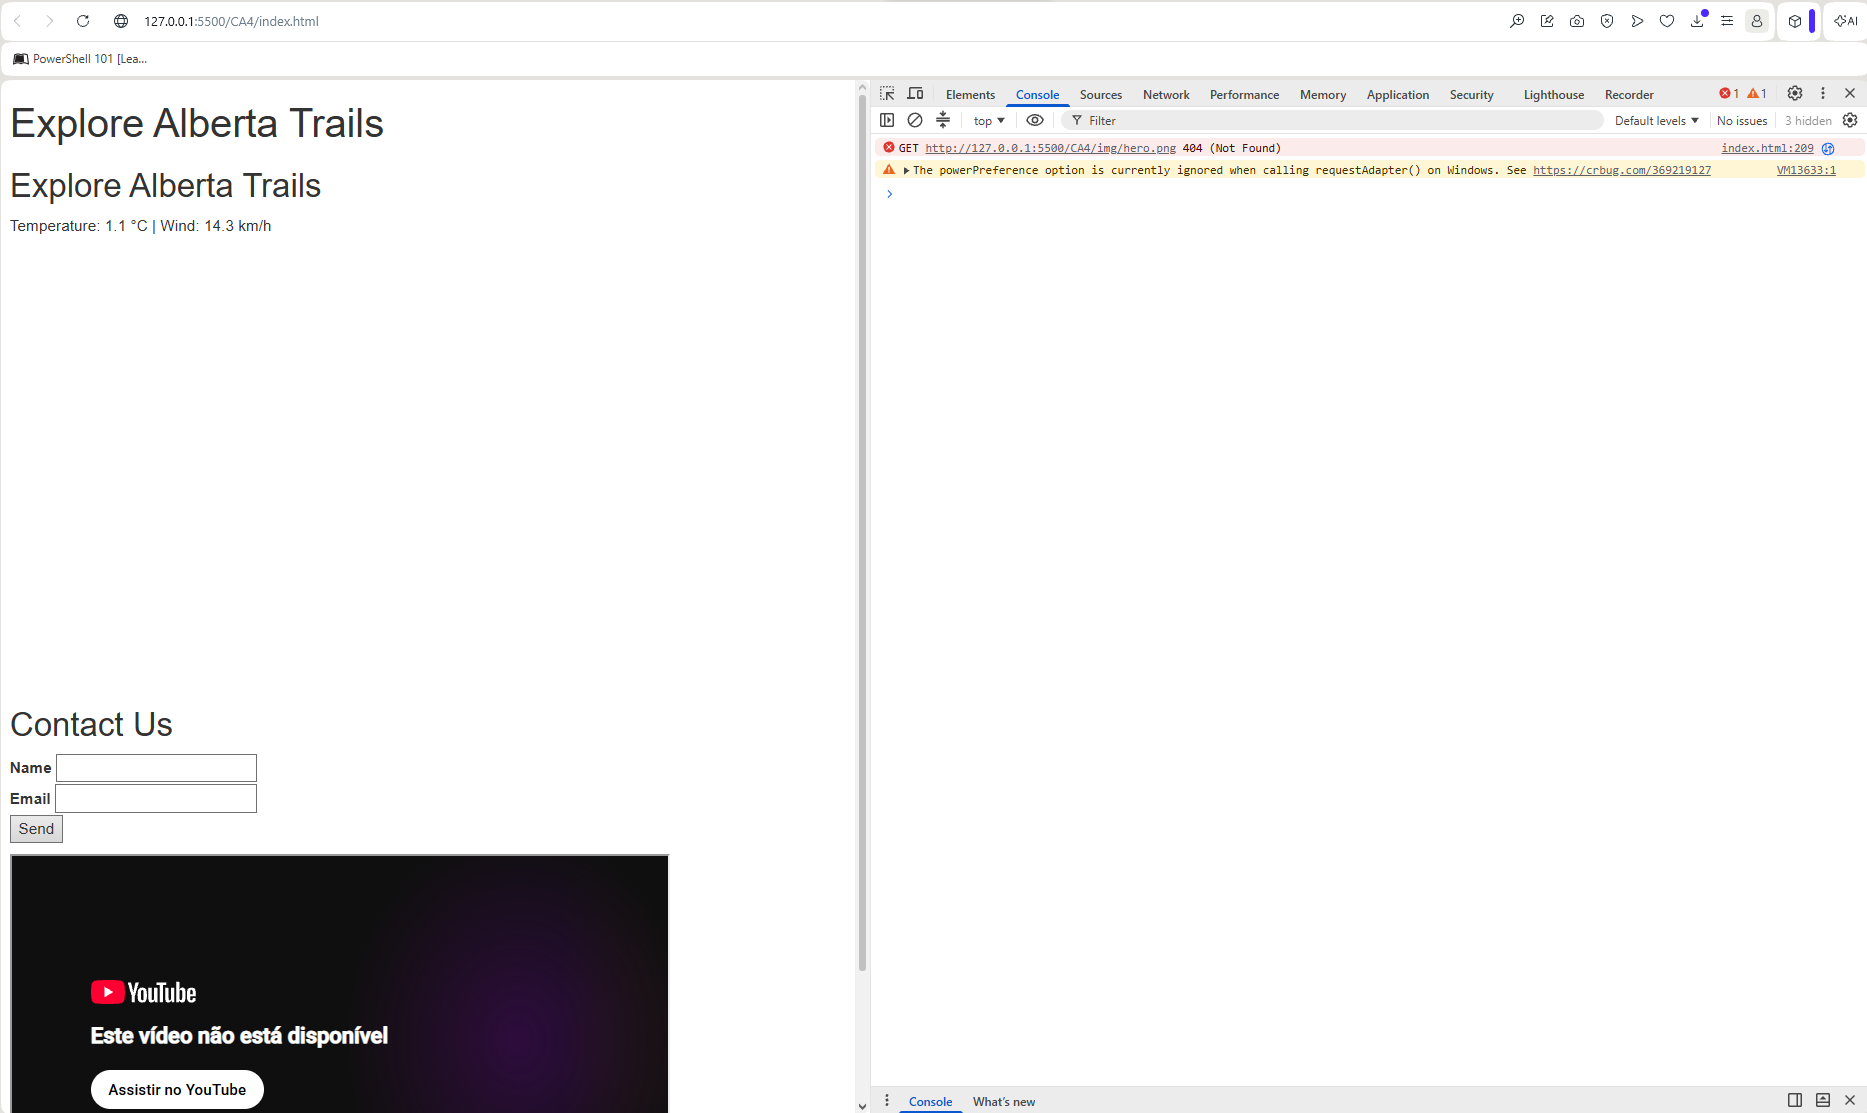 127.0.0.1:5500/CA4/index.html
AI
PowerShell 101 [Lea...
Explore Alberta Trails
Explore Alberta Trails
Temperature: 1.1 °C | Wind: 14.3 km/h
Contact Us
Name
Email
Send
YouTube
Este vídeo não está disponível
Assistir no YouTube
Elements Console Sources Network Performance Memory Application Security Lighthouse Recorder 1 1
top Filter Default levels No issues 3 hidden
GET http://127.0.0.1:5500/CA4/img/hero.png 404 (Not Found) index.html:209
The powerPreference option is currently ignored when calling requestAdapter() on Windows. See https://crbug.com/369219127 VM13633:1
Console What's new